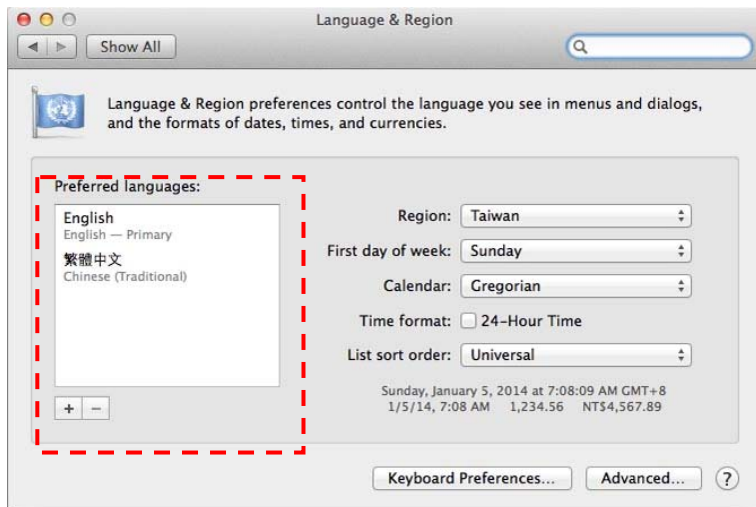 Language & Region
Show All
Language & Region preferences control the language you see in menus and dialogs,
and the formats of dates, times, and currencies.
Preferred languages:
English
English — Primary
繁體中文
Chinese (Traditional)
+ −
Region: Taiwan
First day of week: Sunday
Calendar: Gregorian
Time format: 24-Hour Time
List sort order: Universal
Sunday, January 5, 2014 at 7:08:09 AM GMT+8
1/5/14, 7:08 AM 1,234.56 NT$4,567.89
Keyboard Preferences... Advanced... ?